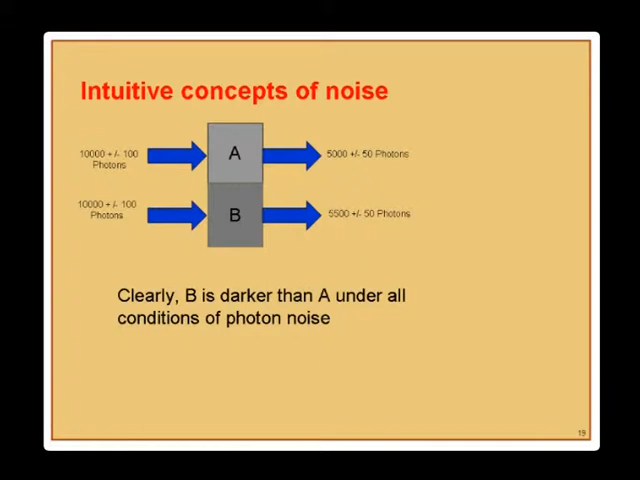 Intuitive concepts of noise
10000 + /- 100
Photons
A
5000 +/- 50 Photons
10000 + /- 100
Photons
B
5500 +/- 50 Photons
Clearly, B is darker than A under all
conditions of photon noise
19